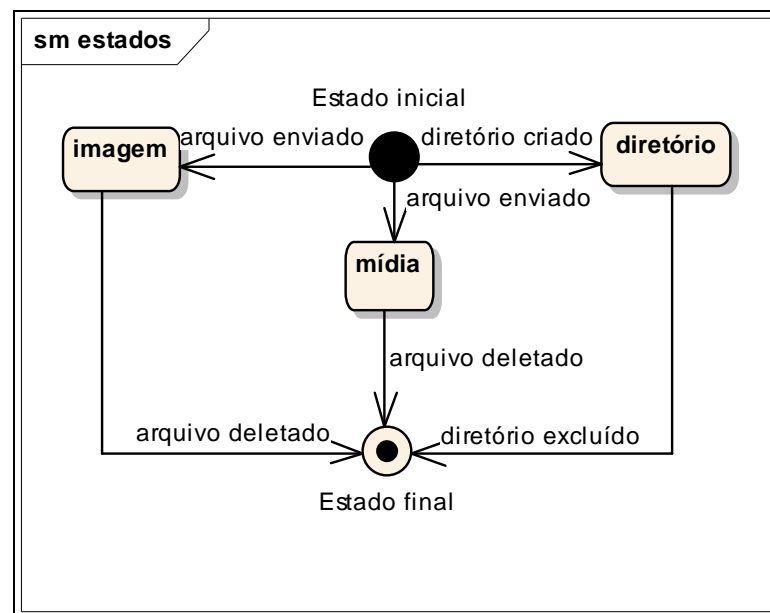 sm estados
Estado inicial
arquivo enviado
diretório criado
imagem
diretório
arquivo enviado
mídia
arquivo deletado
arquivo deletado
diretório excluído
Estado final